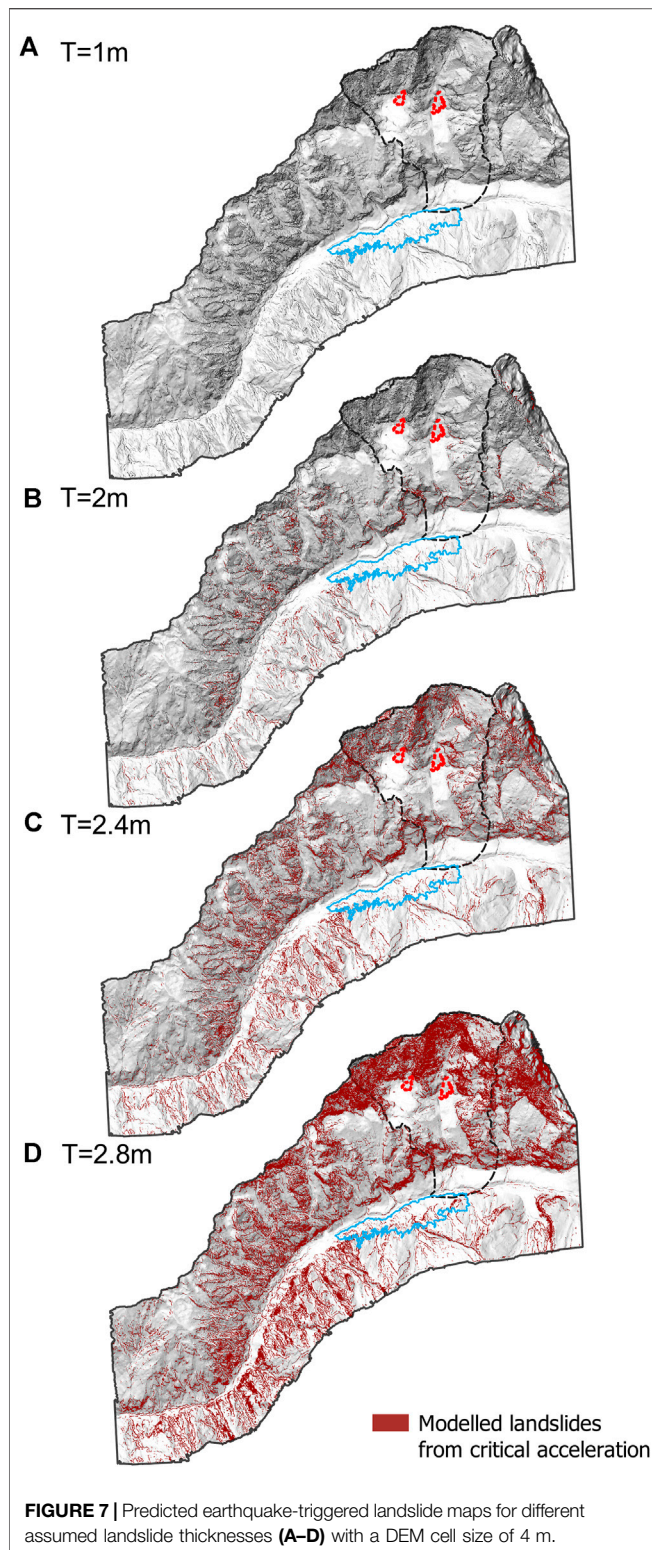 A T=1m
B T=2m
C T=2.4m
D T=2.8m
Modelled landslides
from critical acceleration
FIGURE 7 | Predicted earthquake-triggered landslide maps for different
assumed landslide thicknesses (A–D) with a DEM cell size of 4 m.